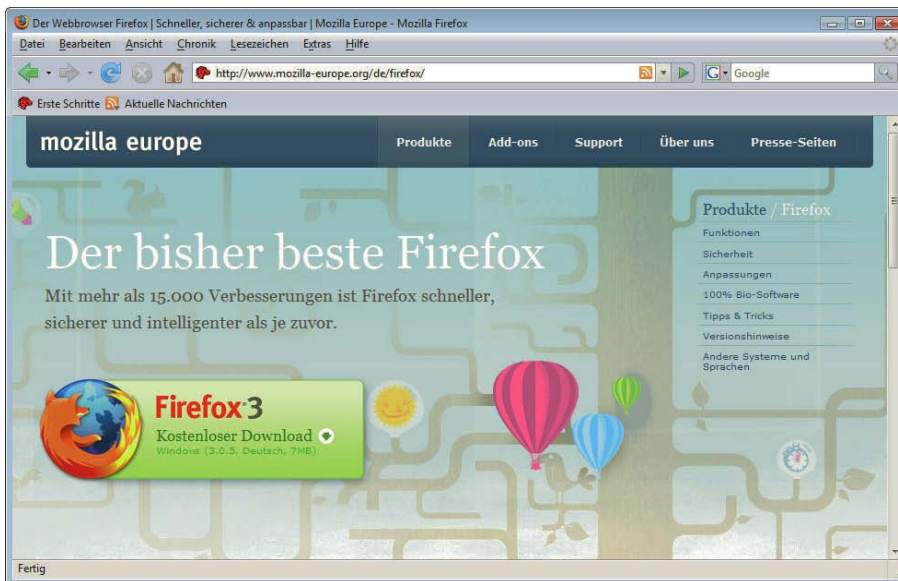 Der Webbrowser Firefox | Schneller, sicherer & anpassbar | Mozilla Europe - Mozilla Firefox
Datei Bearbeiten Ansicht Chronik Lesezeichen Extras Hilfe
http://www.mozilla-europe.org/de/firefox/
G Google
Erste Schritte Aktuelle Nachrichten
mozilla europe
Produkte Add-ons Support Über uns Presse-Seiten
Produkte / Firefox
Funktionen
Sicherheit
Anpassungen
100% Bio-Software
Tipps & Tricks
Versionshinweise
Andere Systeme und
Sprachen
Der bisher beste Firefox
Mit mehr als 15.000 Verbesserungen ist Firefox schneller,
sicherer und intelligenter als je zuvor.
Firefox 3
Kostenloser Download
Windows (3.0.5, Deutsch, 7MB)
Fertig